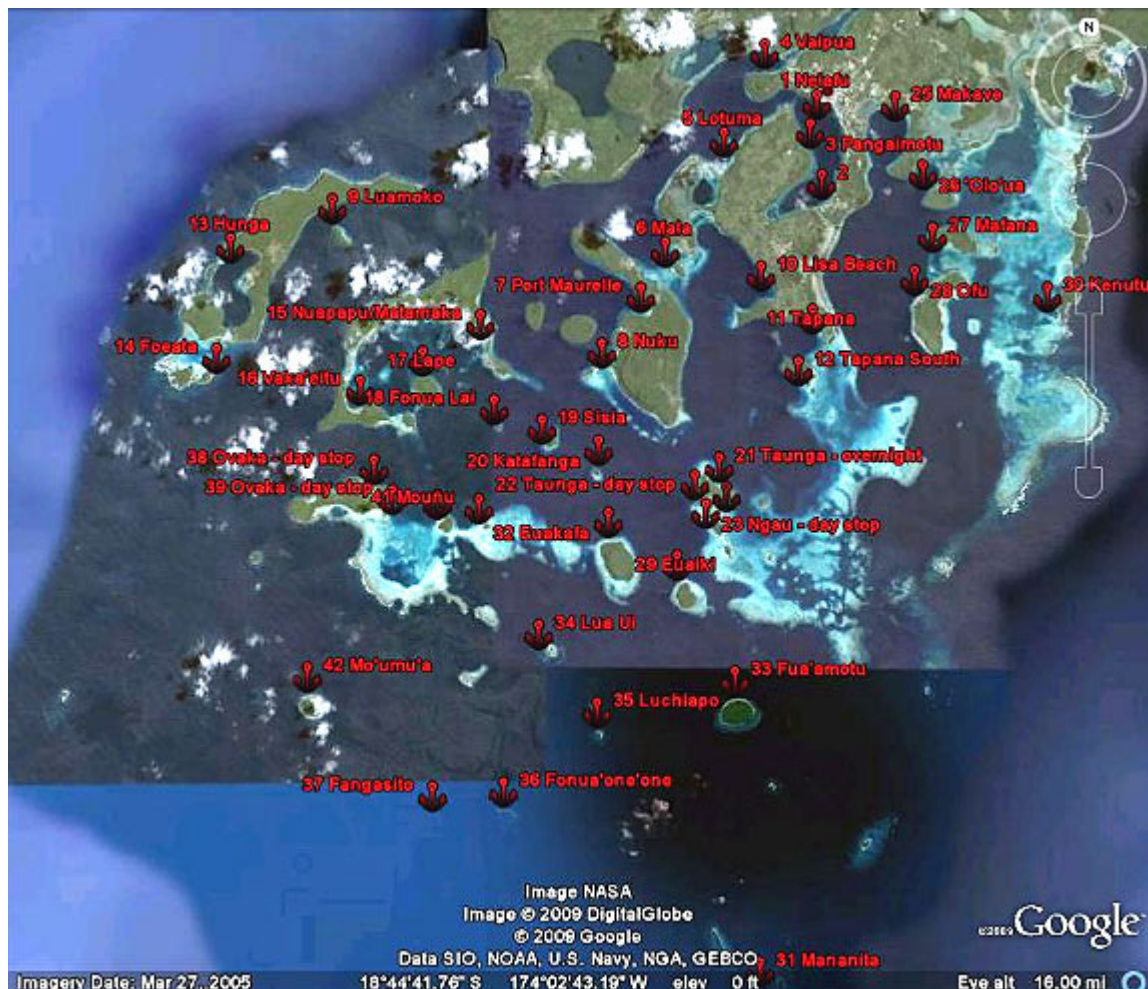 N
4 Vaipua
1 Neiafu
25 Makave
5 Lotuma
3 Pangaimotu
2
26 'Olo'ua
9 Luamoko
13 Hunga
6 Mala
27 Mafana
10 Lisa Beach
7 Port Maurelle
28 Ofu
30 Kenutu
15 Nuapapu/Matamaka
11 Tapana
8 Nuku
14 Foeata
17 Lape
12 Tapana South
16 Vaka'eitu
18 Fonua Lai
19 Sisia
38 Ovaka - day stop
20 Katafanga
21 Taunga - overnight
39 Ovaka - day stop
22 Taunga - day stop
41 Mounu
23 Ngau - day stop
32 Euakafa
29 Euaiki
34 Lua Ui
42 Mo'umu'a
33 Fua'amotu
35 Luchiapo
37 Fangasito
36 Fonua'one'one
Image NASA
Image © 2009 DigitalGlobe
© 2009 Google
©2009 Google
Data SIO, NOAA, U.S. Navy, NGA, GEBCO
31 Mananita
Imagery Date: Mar 27, 2005
18°44'41.76" S 174°02'43.19" W elev 0 ft
Eye alt 16.00 mi